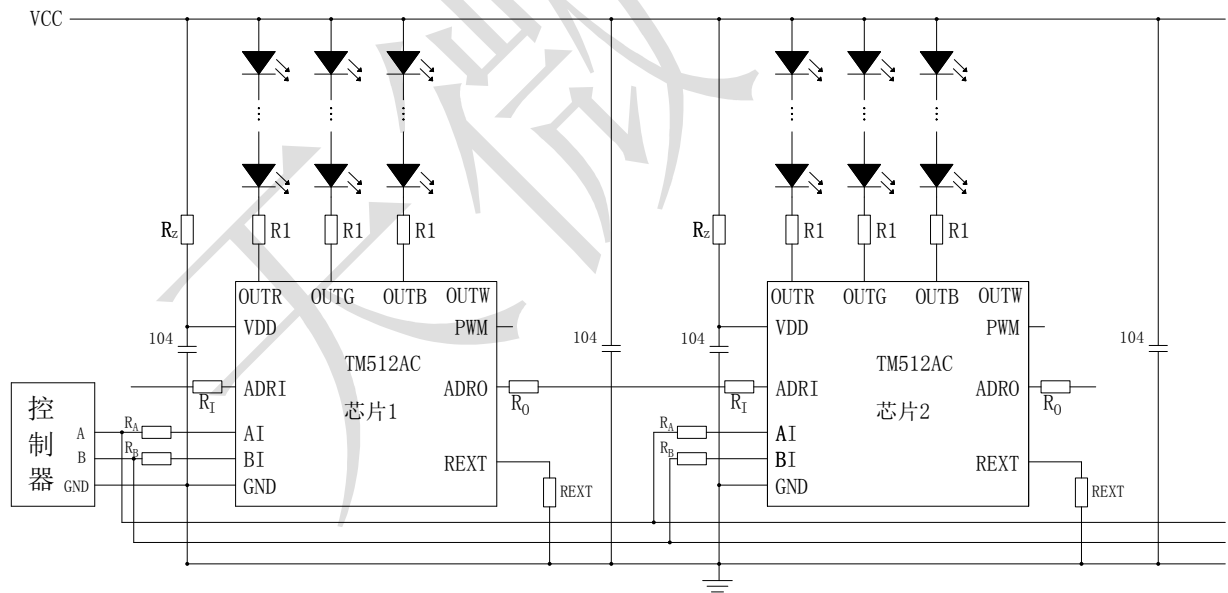 VCC
Rz R1 R1 R1 Rz R1 R1 R1
OUTR OUTG OUTB OUTW OUTR OUTG OUTB OUTW
VDD PWM VDD PWM
104 104 104 104
TM512AC TM512AC
ADRI ADRO ADRI ADRO
RI RO RI RO
芯片1 芯片2
控制器
A RA AI RA AI
B RB BI RB BI
REXT REXT
GND GND GND
REXT REXT
天微